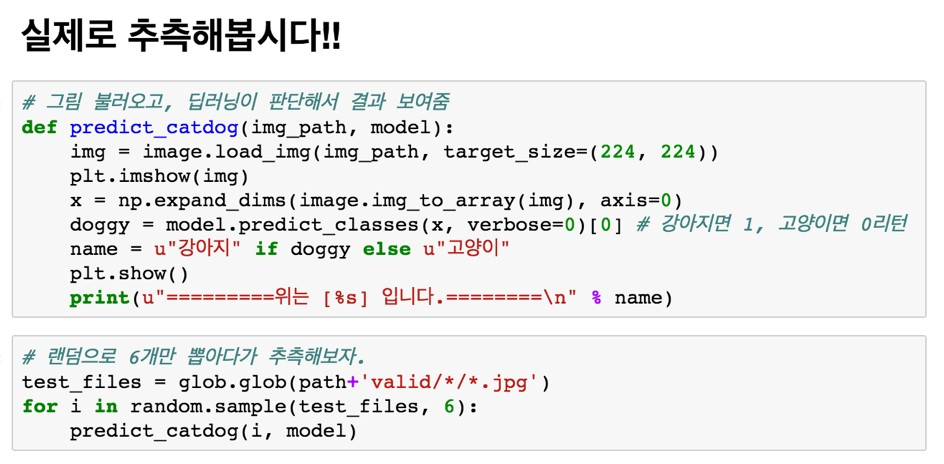 실제로 추측해봅시다!!
# 그림 불러오고, 딥러닝이 판단해서 결과 보여줌
def predict_catdog(img_path, model):
    img = image.load_img(img_path, target_size=(224, 224))
    plt.imshow(img)
    x = np.expand_dims(image.img_to_array(img), axis=0)
    doggy = model.predict_classes(x, verbose=0)[0] # 강아지면 1, 고양이면 0리턴
    name = u"강아지" if doggy else u"고양이"
    plt.show()
    print(u"=========위는 [%s] 입니다.========\n" % name)
# 랜덤으로 6개만 뽑아다가 추측해보자.
test_files = glob.glob(path+'valid/*/*.jpg')
for i in random.sample(test_files, 6):
    predict_catdog(i, model)